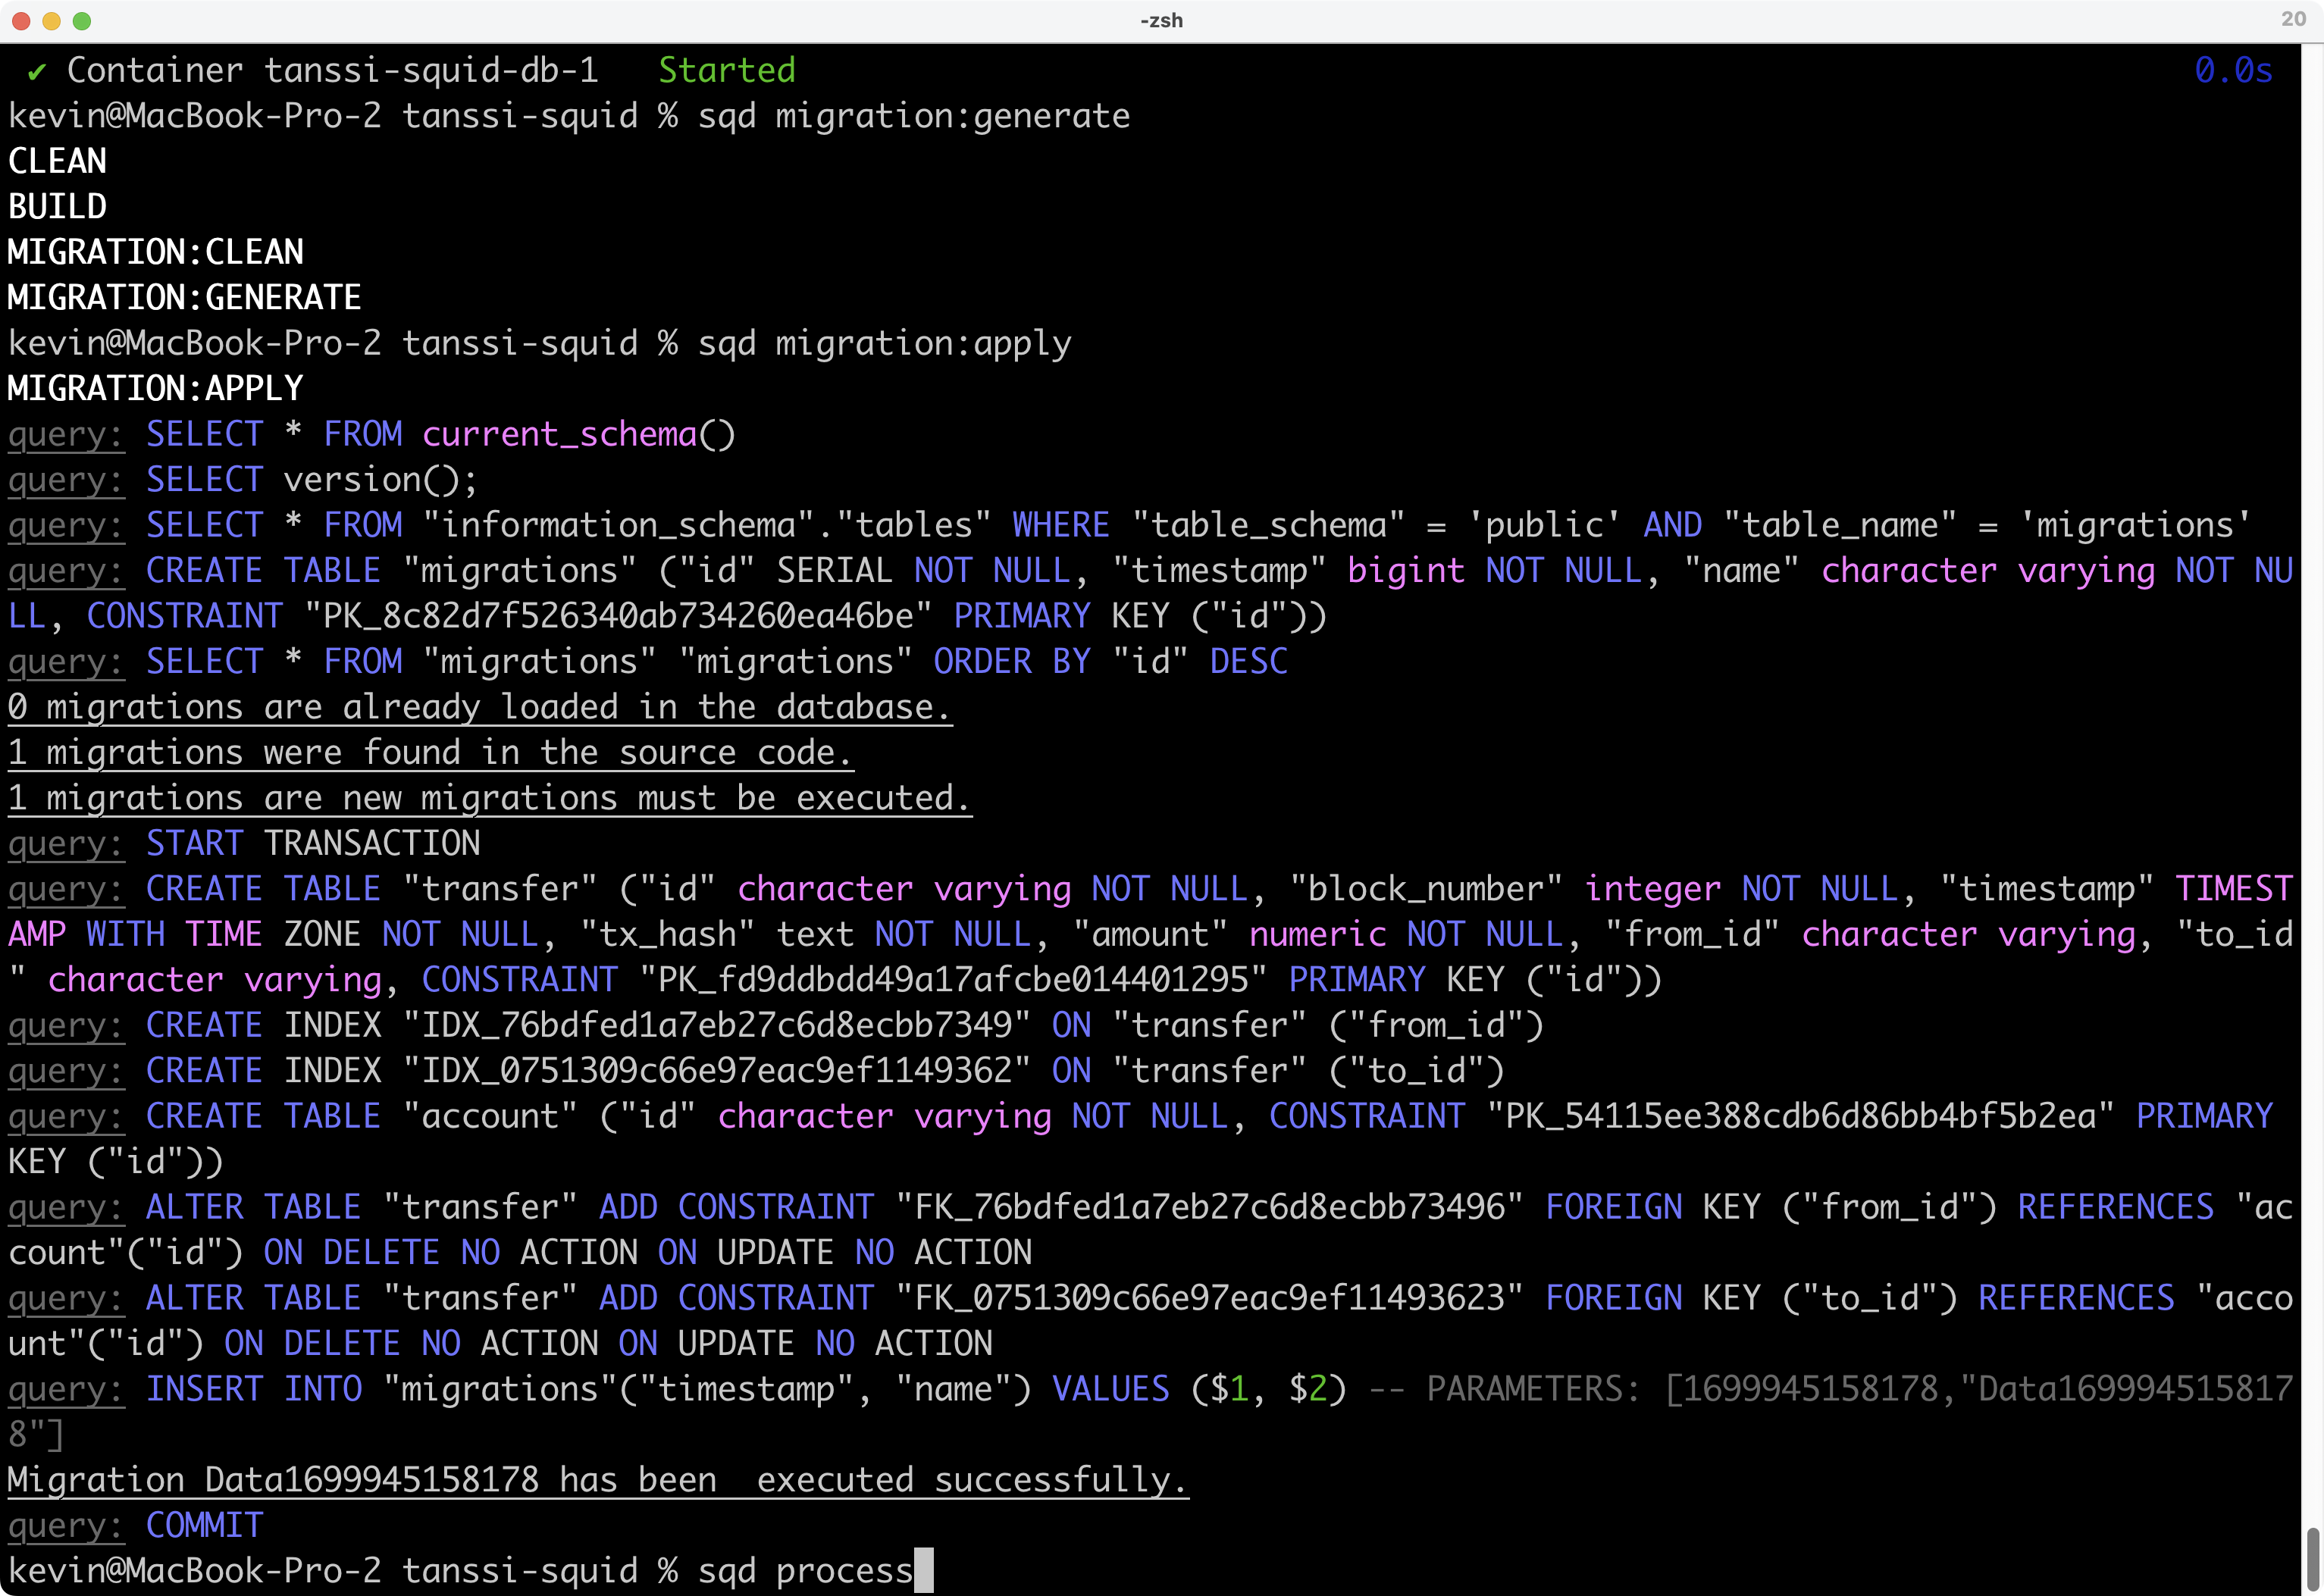 -zsh 20
✔ Container tanssi-squid-db-1 Started 0.0s
kevin@MacBook-Pro-2 tanssi-squid % sqd migration:generate
CLEAN
BUILD
MIGRATION:CLEAN
MIGRATION:GENERATE
kevin@MacBook-Pro-2 tanssi-squid % sqd migration:apply
MIGRATION:APPLY
query: SELECT * FROM current_schema()
query: SELECT version();
query: SELECT * FROM "information_schema"."tables" WHERE "table_schema" = 'public' AND "table_name" = 'migrations'
query: CREATE TABLE "migrations" ("id" SERIAL NOT NULL, "timestamp" bigint NOT NULL, "name" character varying NOT NU
LL, CONSTRAINT "PK_8c82d7f526340ab734260ea46be" PRIMARY KEY ("id"))
query: SELECT * FROM "migrations" "migrations" ORDER BY "id" DESC
0 migrations are already loaded in the database.
1 migrations were found in the source code.
1 migrations are new migrations must be executed.
query: START TRANSACTION
query: CREATE TABLE "transfer" ("id" character varying NOT NULL, "block_number" integer NOT NULL, "timestamp" TIMEST
AMP WITH TIME ZONE NOT NULL, "tx_hash" text NOT NULL, "amount" numeric NOT NULL, "from_id" character varying, "to_id
" character varying, CONSTRAINT "PK_fd9ddbdd49a17afcbe014401295" PRIMARY KEY ("id"))
query: CREATE INDEX "IDX_76bdfed1a7eb27c6d8ecbb7349" ON "transfer" ("from_id")
query: CREATE INDEX "IDX_0751309c66e97eac9ef1149362" ON "transfer" ("to_id")
query: CREATE TABLE "account" ("id" character varying NOT NULL, CONSTRAINT "PK_54115ee388cdb6d86bb4bf5b2ea" PRIMARY
KEY ("id"))
query: ALTER TABLE "transfer" ADD CONSTRAINT "FK_76bdfed1a7eb27c6d8ecbb73496" FOREIGN KEY ("from_id") REFERENCES "ac
count"("id") ON DELETE NO ACTION ON UPDATE NO ACTION
query: ALTER TABLE "transfer" ADD CONSTRAINT "FK_0751309c66e97eac9ef11493623" FOREIGN KEY ("to_id") REFERENCES "acco
unt"("id") ON DELETE NO ACTION ON UPDATE NO ACTION
query: INSERT INTO "migrations"("timestamp", "name") VALUES ($1, $2) -- PARAMETERS: [1699945158178,"Data169994515817
8"]
Migration Data1699945158178 has been  executed successfully.
query: COMMIT
kevin@MacBook-Pro-2 tanssi-squid % sqd process